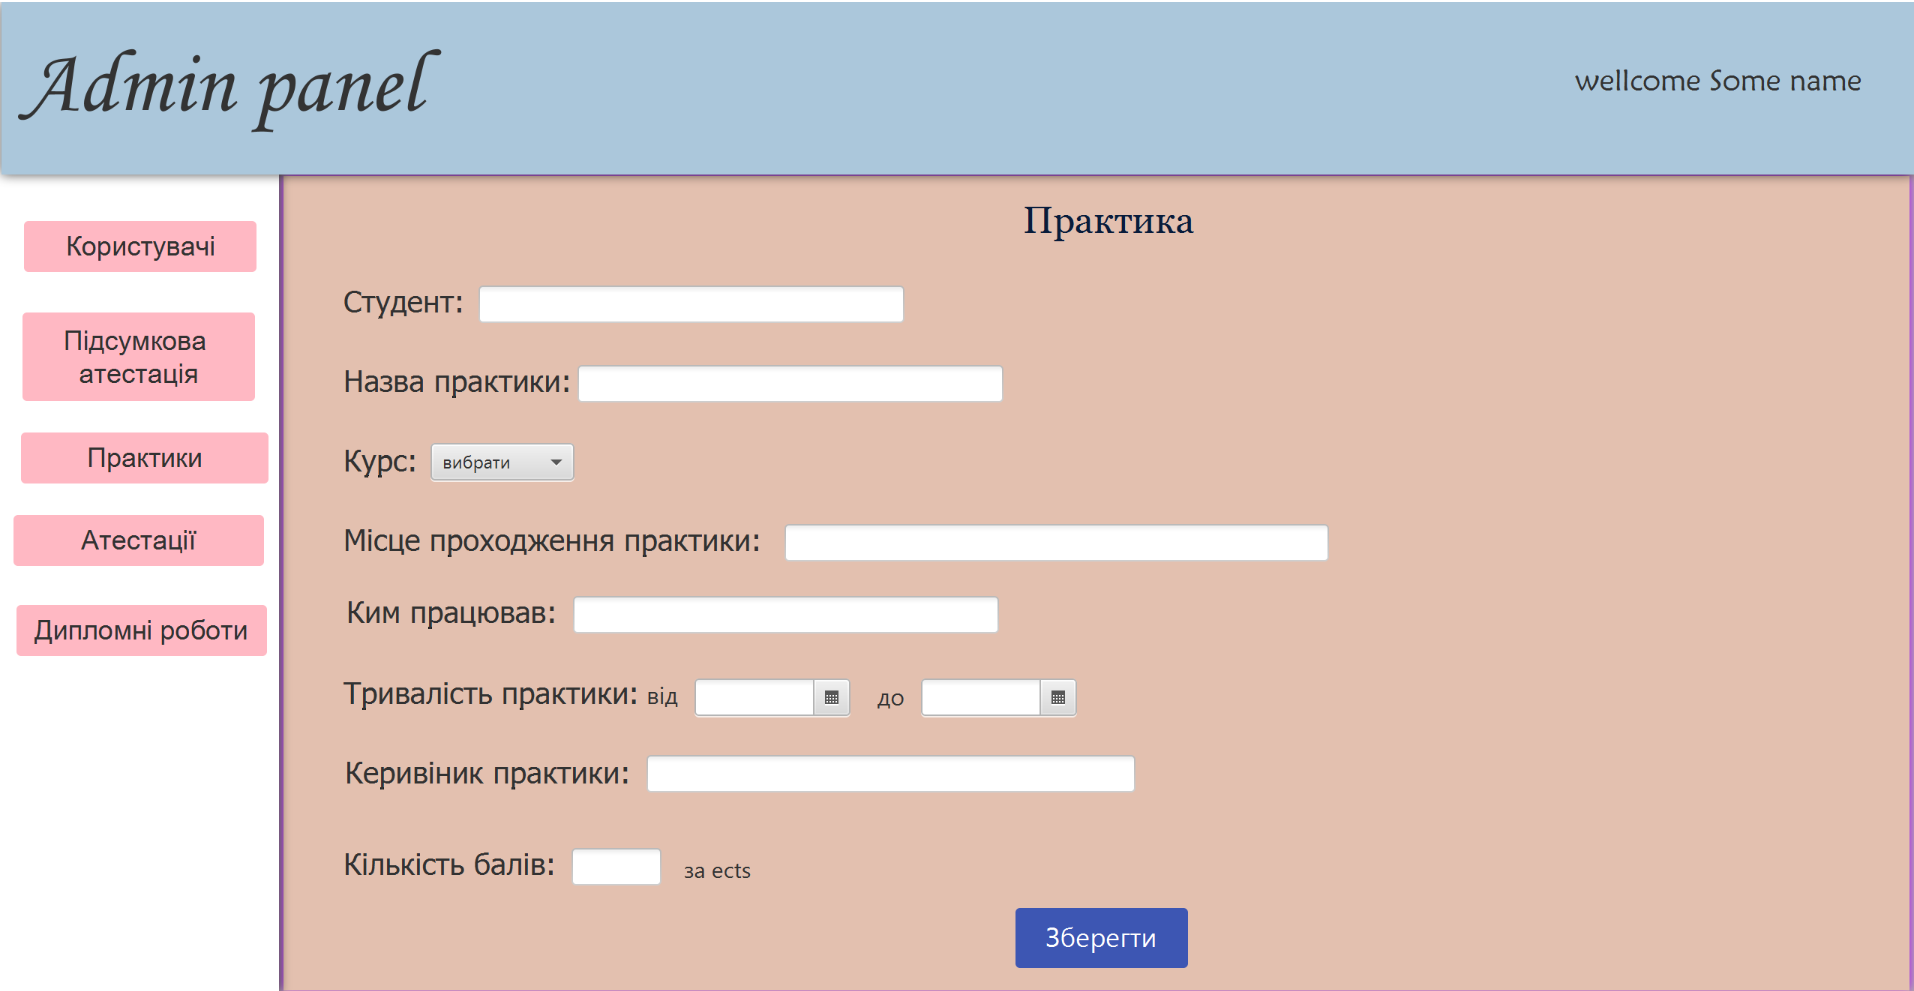 Admin panel
wellcome Some name
Користувачі
Підсумкова
атестація
Практики
Атестації
Дипломні роботи
Практика
Студент:
Назва практики:
Курс: вибрати
Місце проходження практики:
Ким працював:
Тривалість практики: від до
Керивіник практики:
Кількість балів: за ects
Зберегти